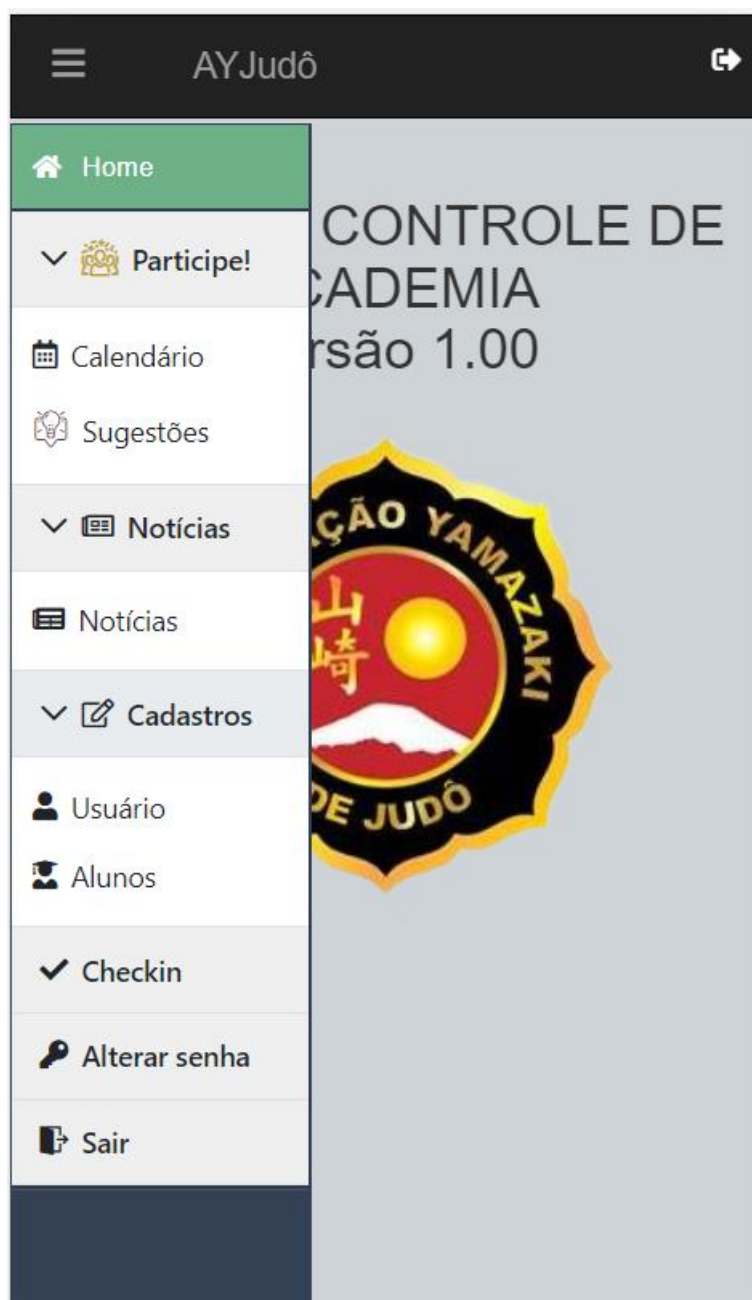 AYJudô
Home
Participe!
Calendário
Sugestões
Notícias
Notícias
Cadastros
Usuário
Alunos
Checkin
Alterar senha
Sair
CONTROLE DE
CADEMIA
rsão 1.00
ÇÃO YAMAZAKI
山
崎
DE JUDÔ